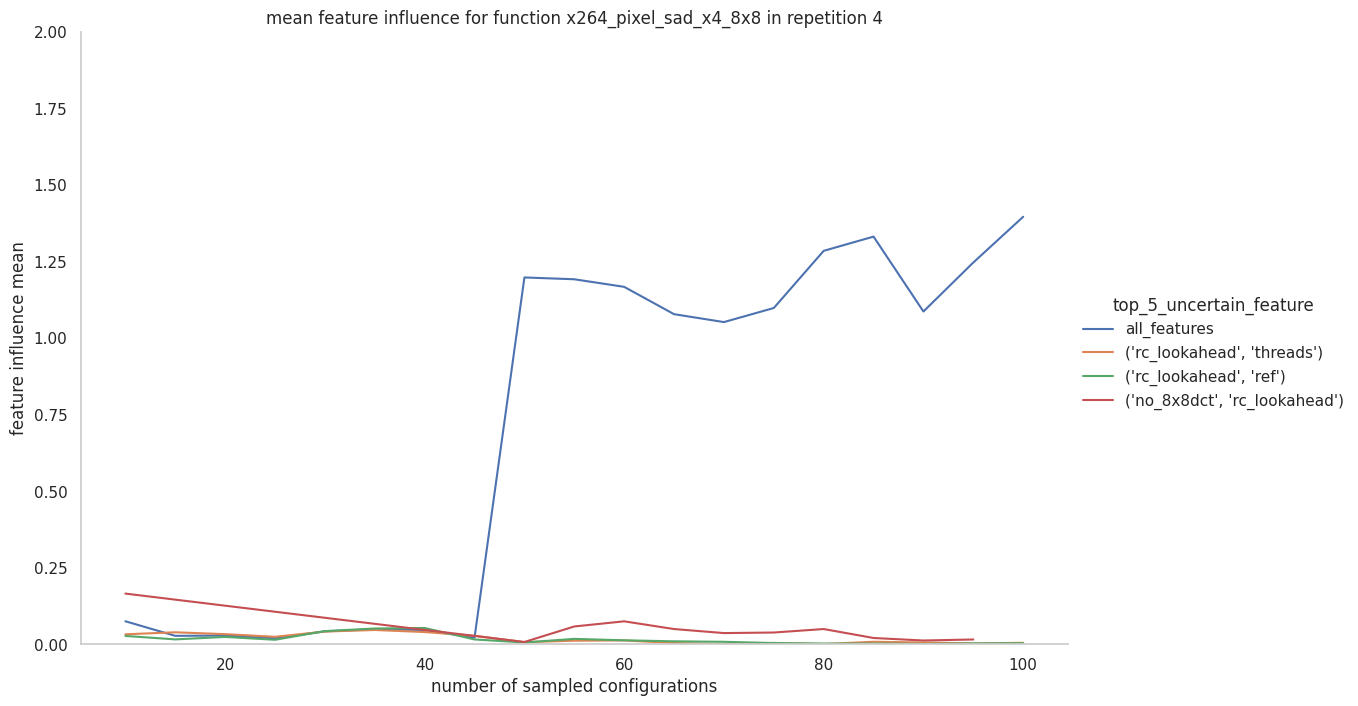 mean feature influence for function x264_pixel_sad_x4_8x8 in repetition 4
2.00
1.75
1.50
1.25
1.00
0.75
0.50
0.25
0.00
feature influence mean
20
40
60
80
100
number of sampled configurations
top_5_uncertain_feature
all_features
('rc_lookahead', 'threads')
('rc_lookahead', 'ref')
('no_8x8dct', 'rc_lookahead')